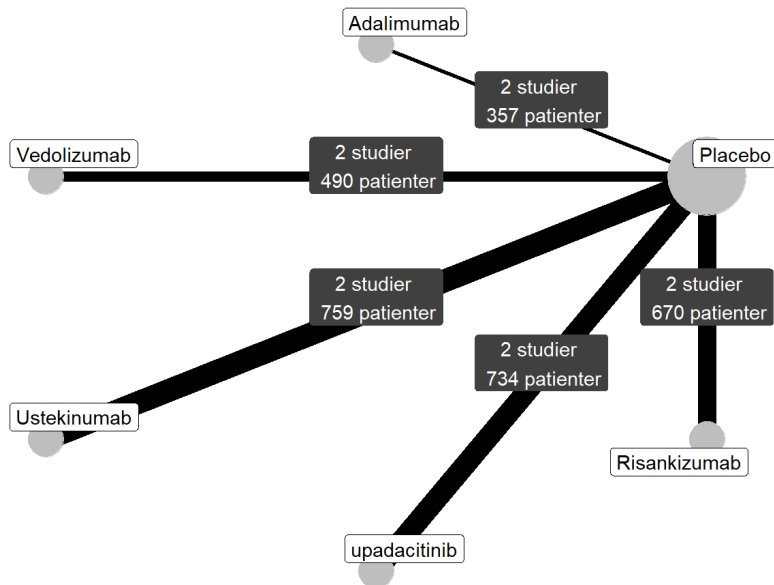 Adalimumab
2 studier
357 patienter
Placebo
Vedolizumab
2 studier
490 patienter
2 studier
759 patienter
2 studier
670 patienter
2 studier
734 patienter
Ustekinumab
Risankizumab
upadacitinib